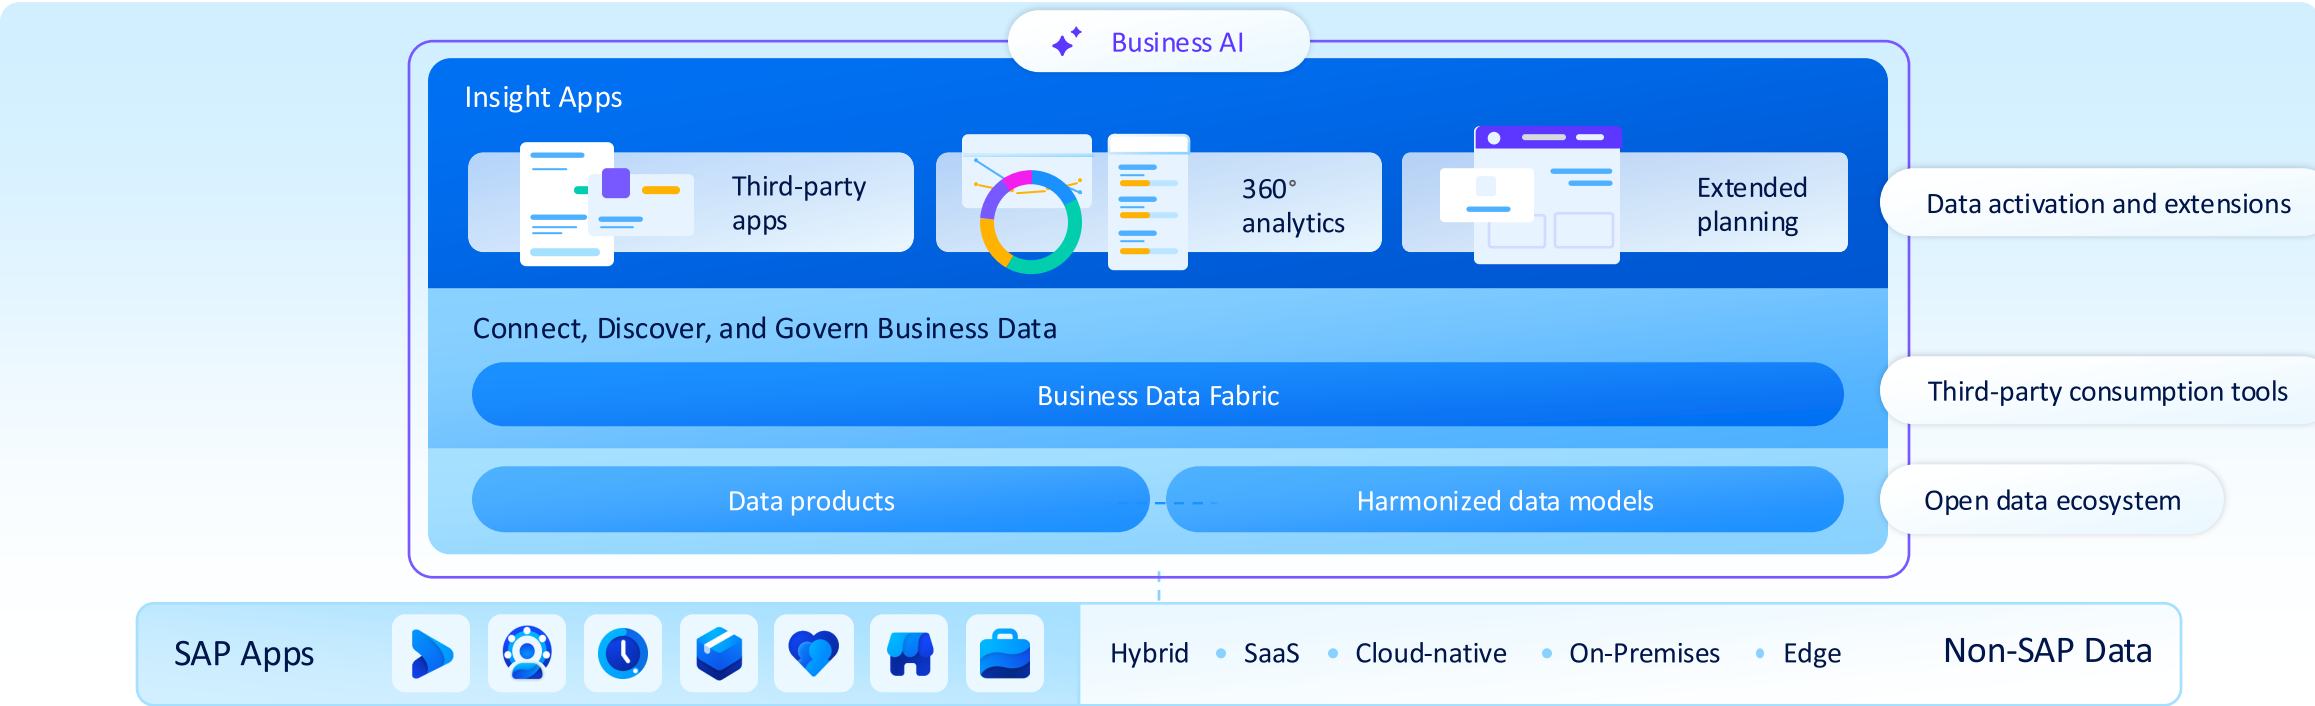 Business AI
Insight Apps
Third-party
apps
360°
analytics
Extended
planning
Data activation and extensions
Connect, Discover, and Govern Business Data
Business Data Fabric
Third-party consumption tools
Data products
Harmonized data models
Open data ecosystem
SAP Apps
Hybrid • SaaS • Cloud-native • On-Premises • Edge
Non-SAP Data